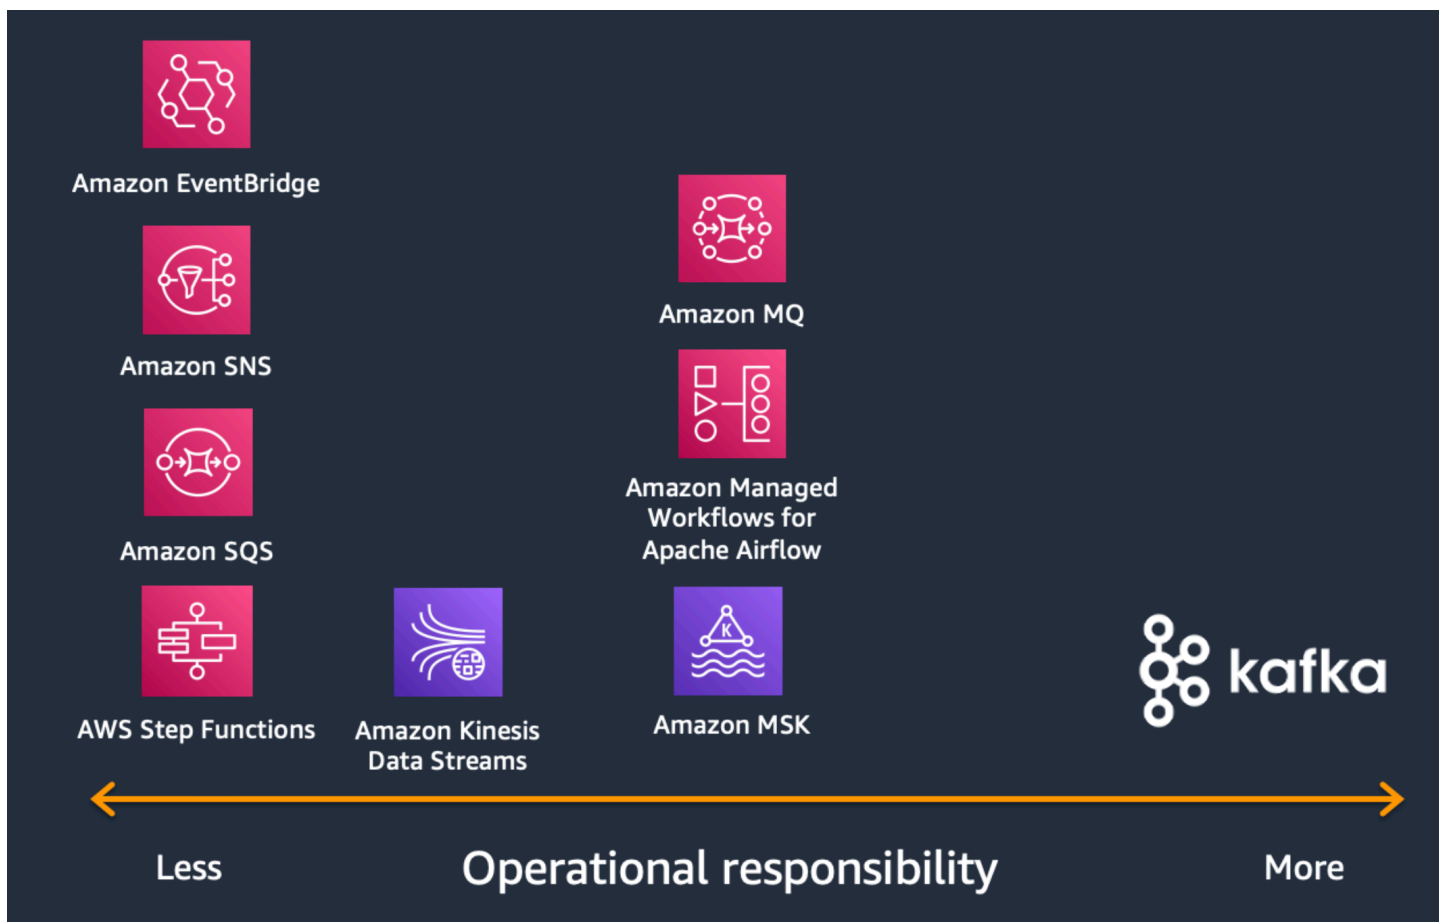 Amazon EventBridge
Amazon SNS
Amazon SQS
AWS Step Functions
Amazon Kinesis
Data Streams
Amazon MQ
Amazon Managed
Workflows for
Apache Airflow
K
Amazon MSK
kafka
Less
Operational responsibility
More